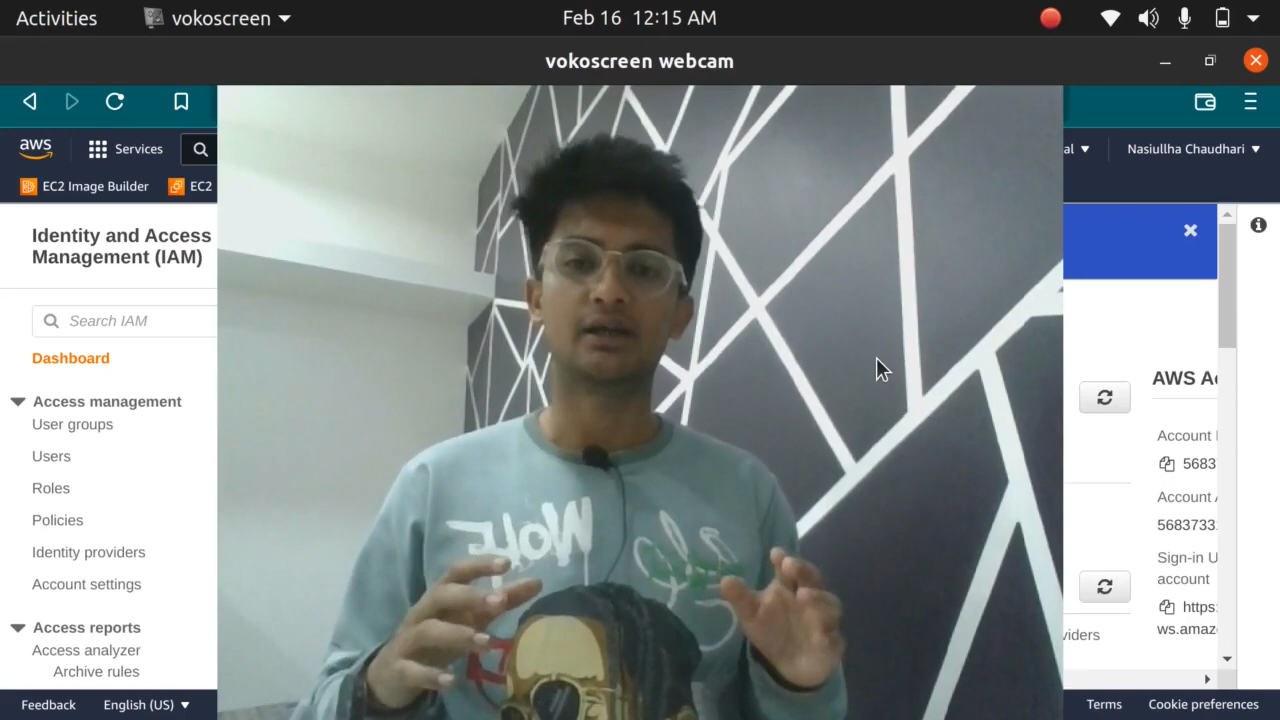 Activities
vokoscreen
Feb 16 12:15 AM
vokoscreen webcam
aws
Services
al
Nasiullha Chaudhari
EC2 Image Builder
EC2
Identity and Access
Management (IAM)
Search IAM
Dashboard
Access management
User groups
Users
Roles
Policies
Identity providers
Account settings
Access reports
Access analyzer
Archive rules
WOLF
AWS A
Account
5683
Account
5683733
Sign-in U
account
https:
ws.amaz
viders
Feedback
English (US)
Terms
Cookie preferences